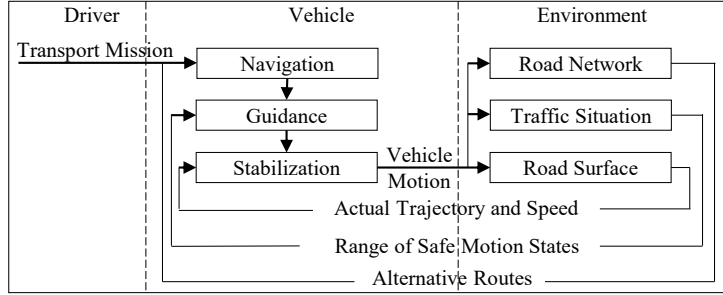 Driver Vehicle Environment
Transport Mission
Navigation Road Network
Guidance Traffic Situation
Vehicle
Stabilization Road Surface
Motion
Actual Trajectory and Speed
Range of Safe Motion States
Alternative Routes